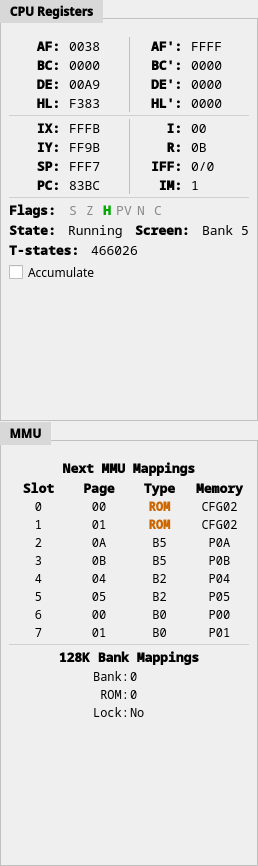 CPU Registers
AF: 0038 AF': FFFF
BC: 0000 BC': 0000
DE: 00A9 DE': 0000
HL: F383 HL': 0000
IX: FFFB I: 00
IY: FF9B R: 0B
SP: FFF7 IFF: 0/0
PC: 83BC IM: 1
Flags: S Z H PV N C
State: Running Screen: Bank 5
T-states: 466026
Accumulate
MMU
Next MMU Mappings
Slot Page Type Memory
0 00 ROM CFG02
1 01 ROM CFG02
2 0A B5 P0A
3 0B B5 P0B
4 04 B2 P04
5 05 B2 P05
6 00 B0 P00
7 01 B0 P01
128K Bank Mappings
Bank: 0
ROM: 0
Lock: No